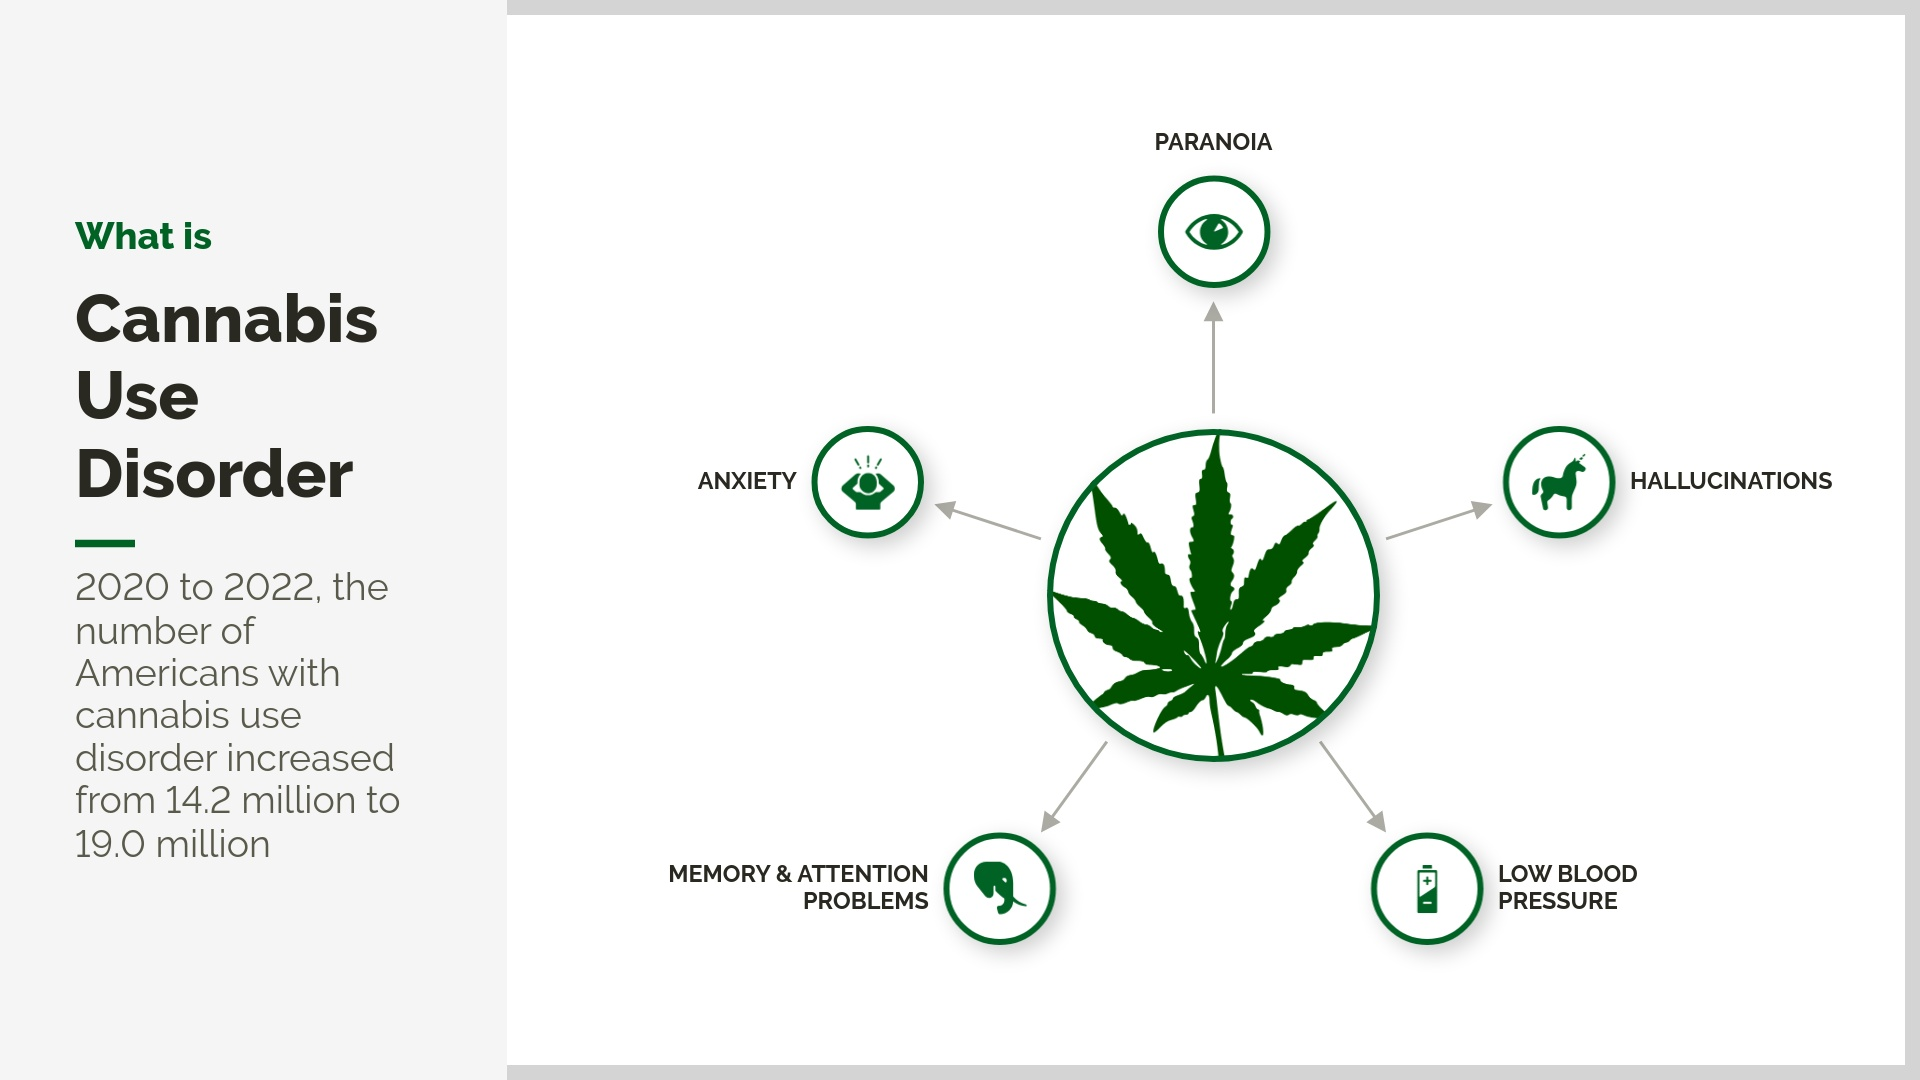 What is
Cannabis
Use
Disorder
2020 to 2022, the
number of
Americans with
cannabis use
disorder increased
from 14.2 million to
19.0 million
PARANOIA
ANXIETY
HALLUCINATIONS
MEMORY & ATTENTION
PROBLEMS
LOW BLOOD
PRESSURE